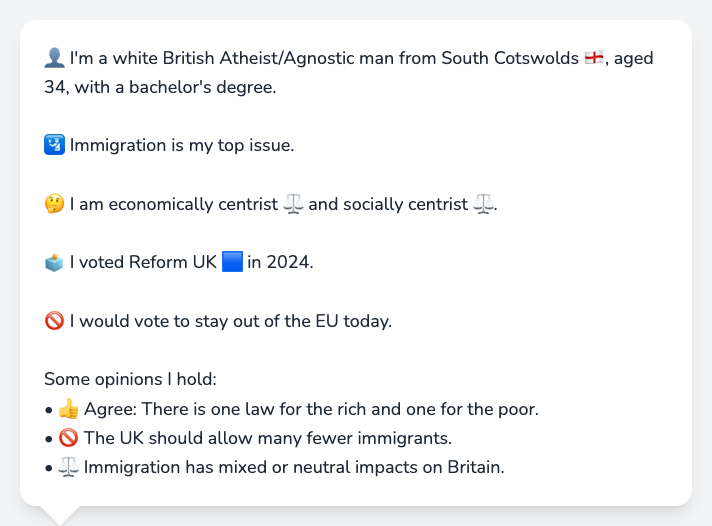 👤 I'm a white British Atheist/Agnostic man from South Cotswolds 🏴󠁧󠁢󠁥󠁮󠁧󠁿, aged
34, with a bachelor's degree.
🛂 Immigration is my top issue.
🤔 I am economically centrist ⚖️ and socially centrist ⚖️.
🗳️ I voted Reform UK 🟦 in 2024.
🚫 I would vote to stay out of the EU today.
Some opinions I hold:
• 👍 Agree: There is one law for the rich and one for the poor.
• 🚫 The UK should allow many fewer immigrants.
• ⚖️ Immigration has mixed or neutral impacts on Britain.